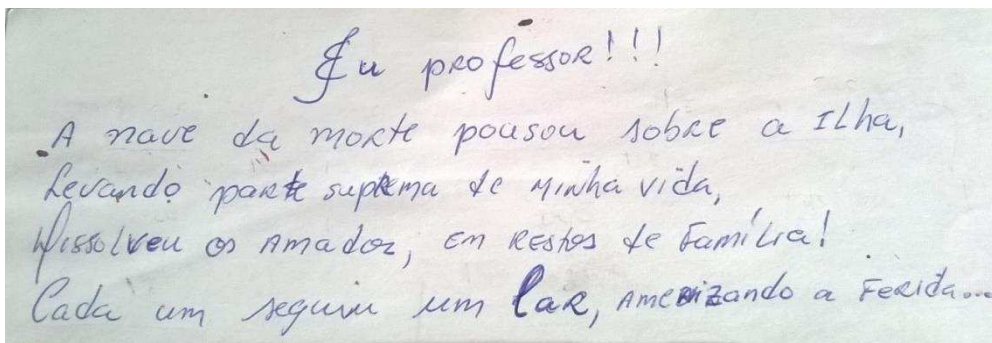 Eu professor!!!
A nave da morte pousou sobre a Ilha,
Levando parte suprema de minha vida,
Dissolveu os Amador, em restos de família!
Cada um seguiu um lar, amenizando a ferida...